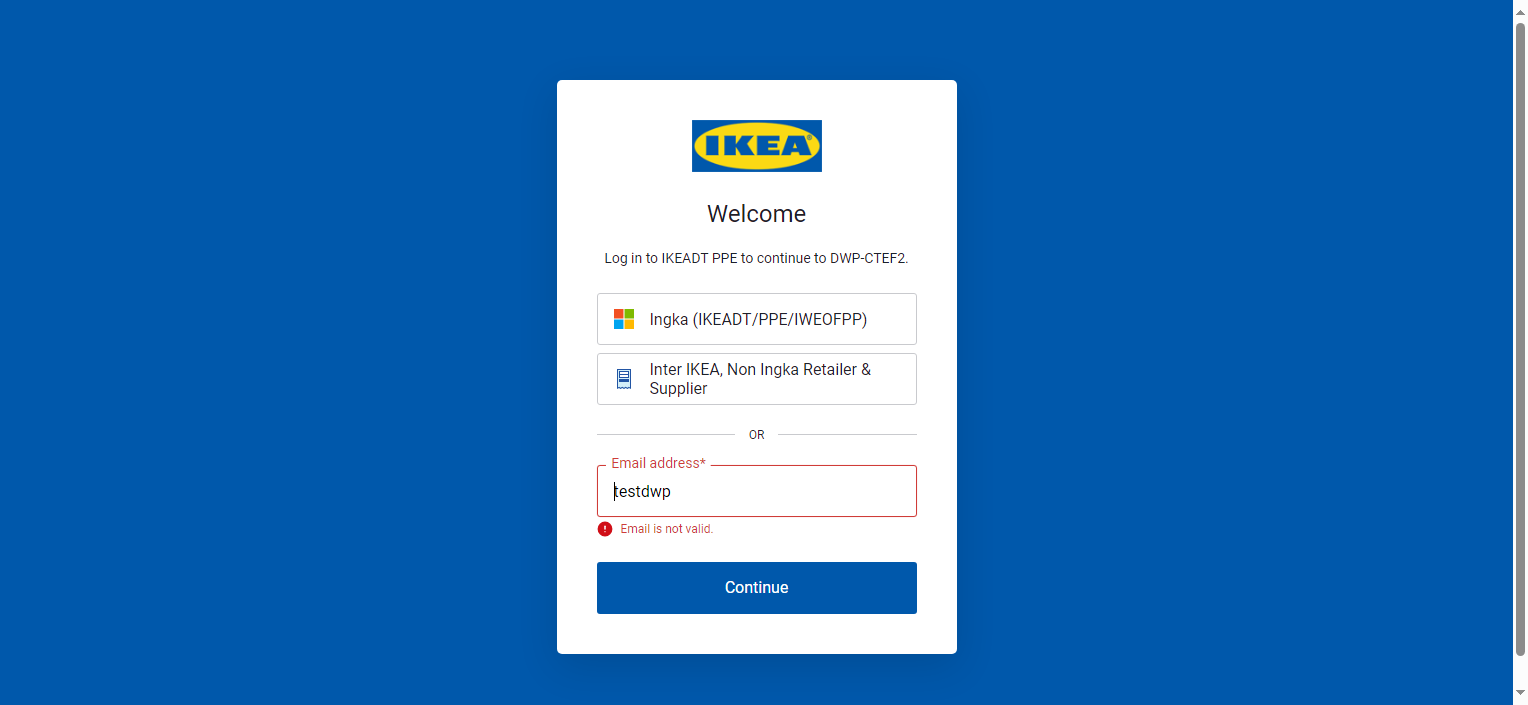 IKEA
Welcome
Log in to IKEADT PPE to continue to DWP-CTEF2.
Ingka (IKEADT/PPE/IWEOFPP)
Inter IKEA, Non Ingka Retailer &
Supplier
OR
Email address*
testdwp
Email is not valid.
Continue